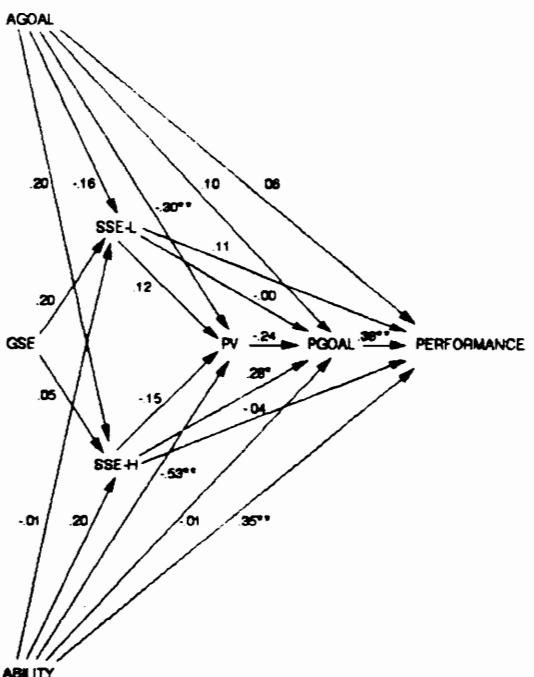 AGOAL
.20
-.16
-.30**
.10
.06
SSE-L
.11
.12
-.00
.20
GSE
PV
-.24
PGOAL
.38**
PERFORMANCE
.05
-.15
.28*
-.04
SSE-H
-.53**
-.01
.20
-.01
.35**
ABILITY